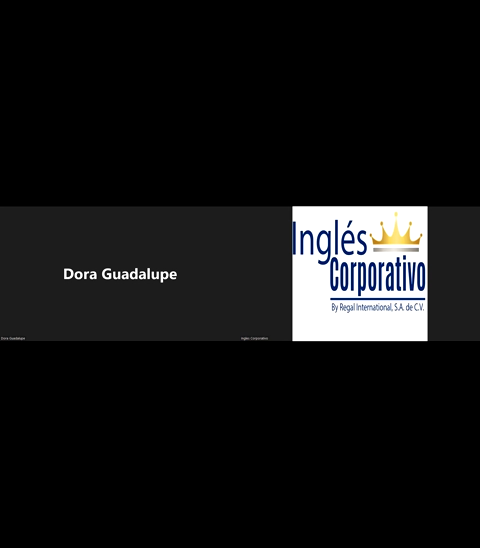 Dora Guadalupe
Inglés
Corporativo
By Regal International, S.A. de C.V.
Dora Guadalupe
Inglés Corporativo